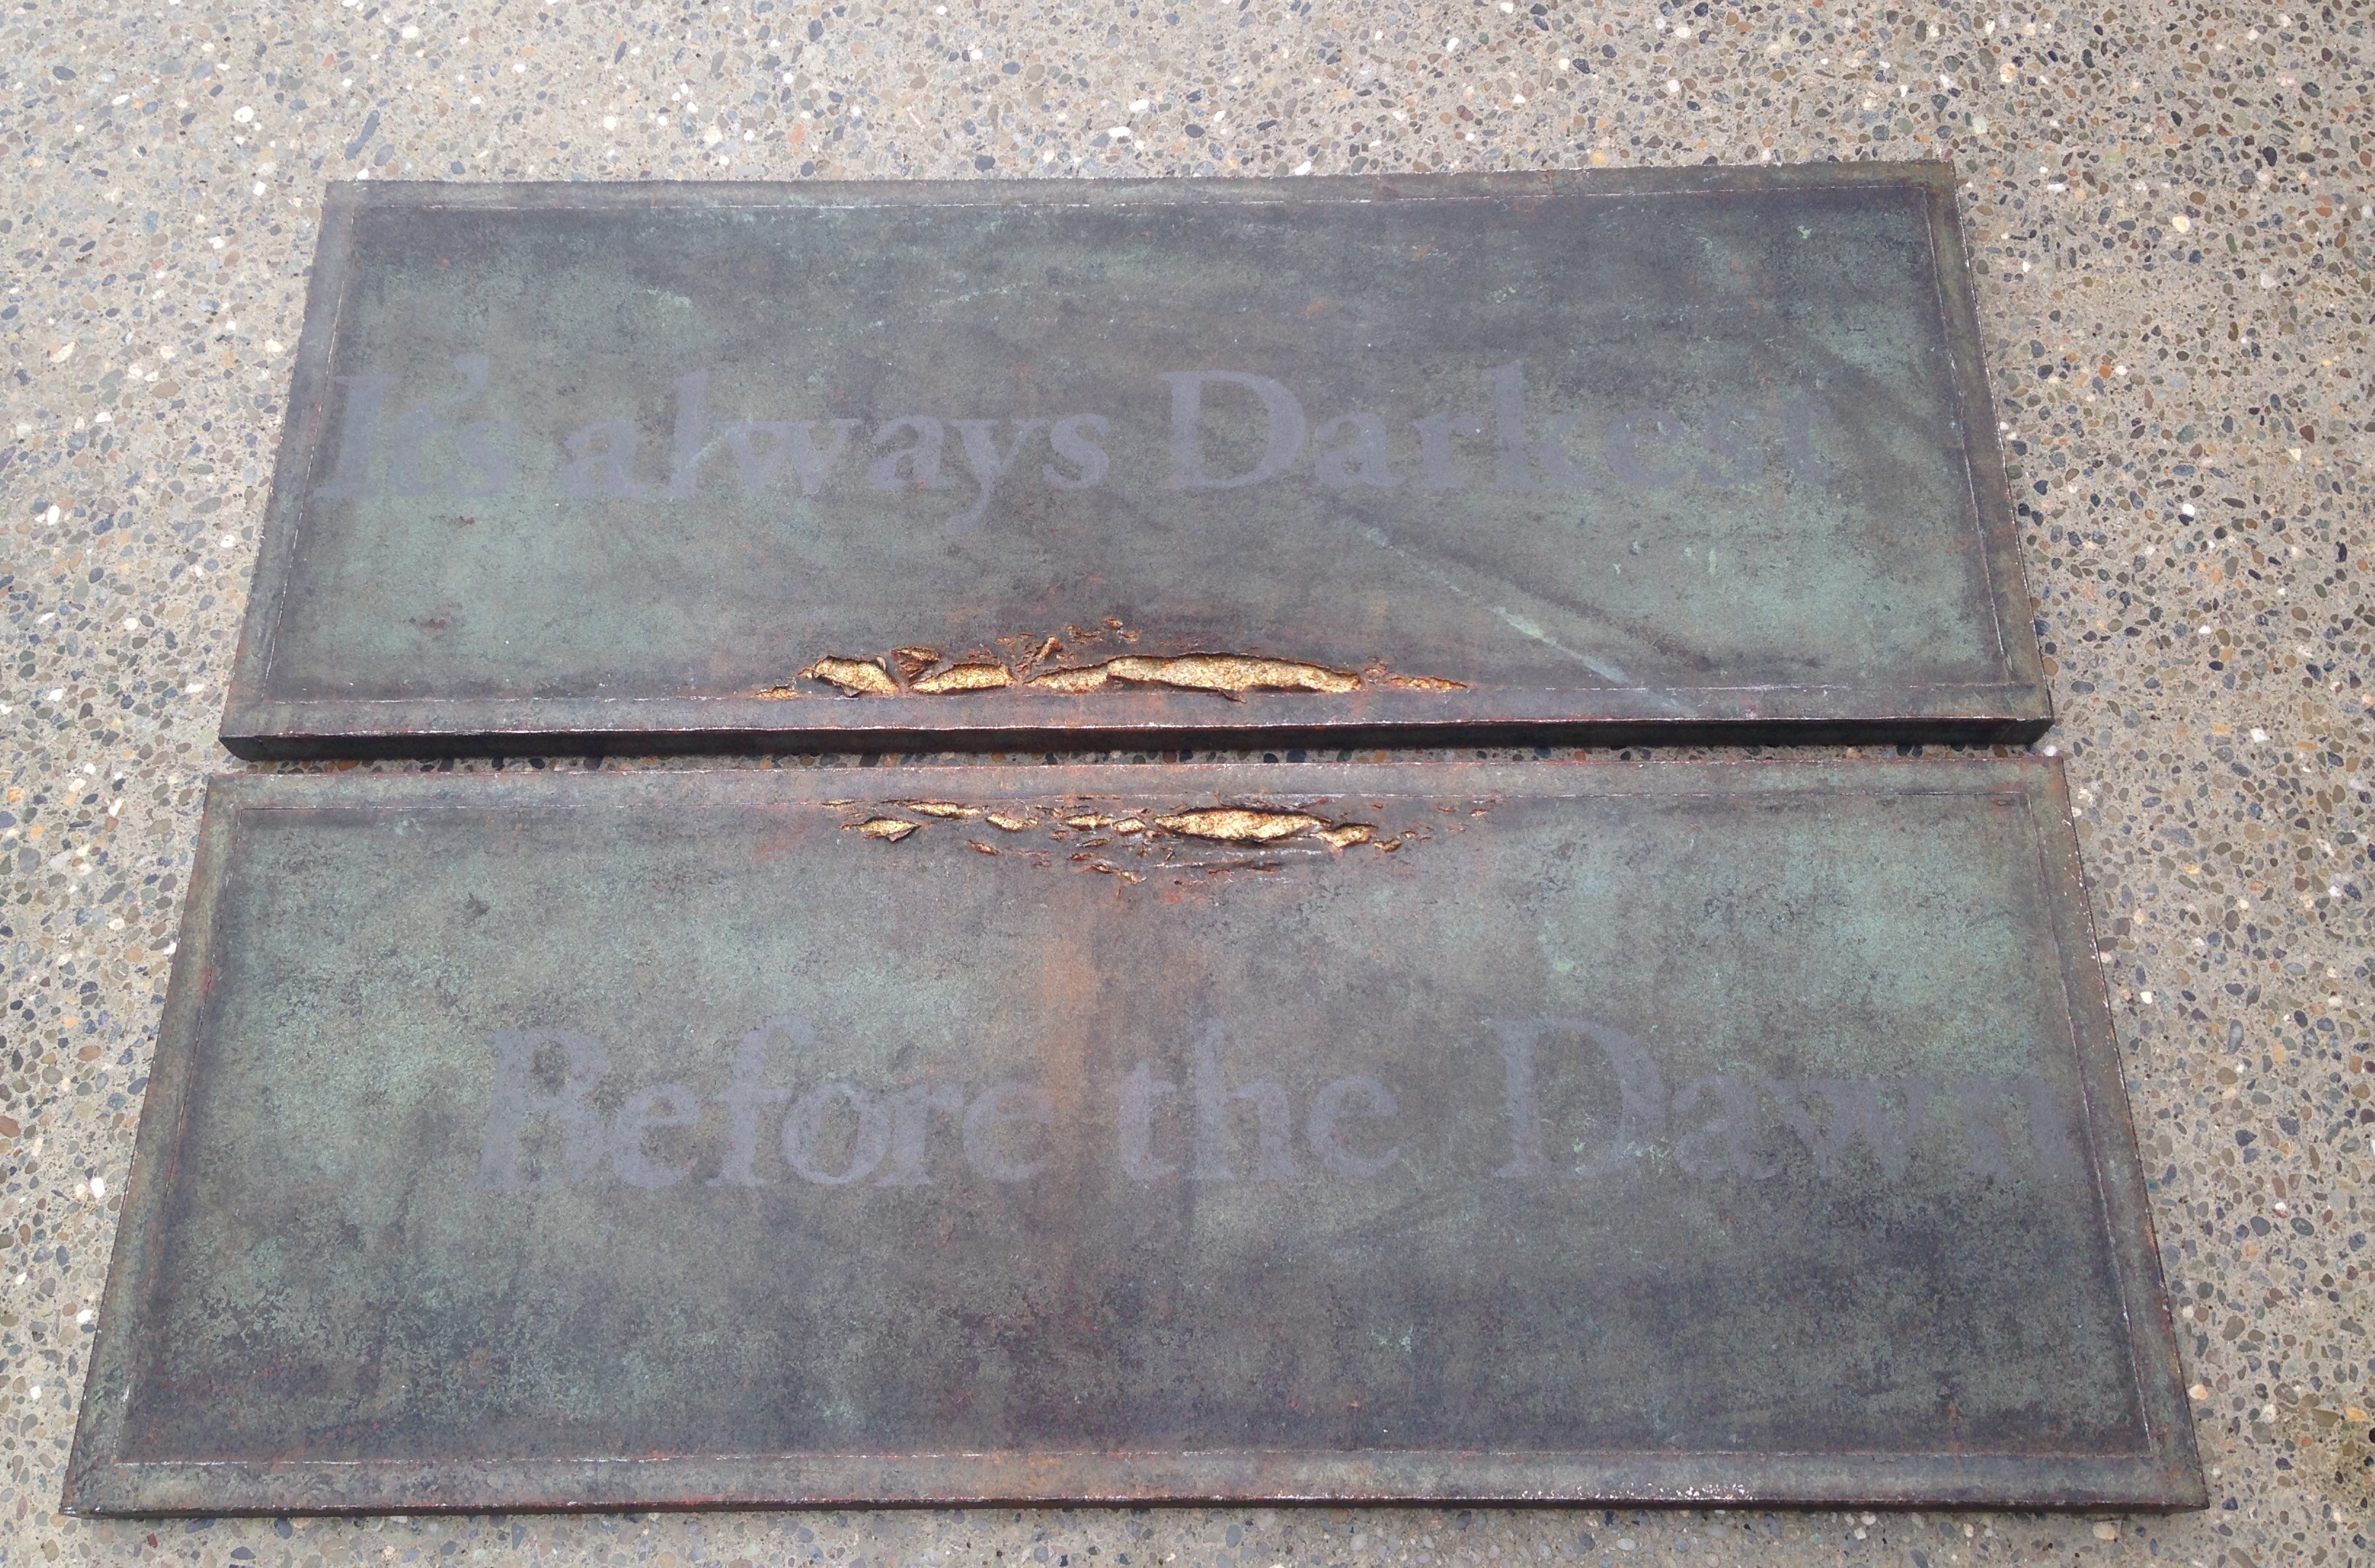 It's always Darkest
Before the Dawn